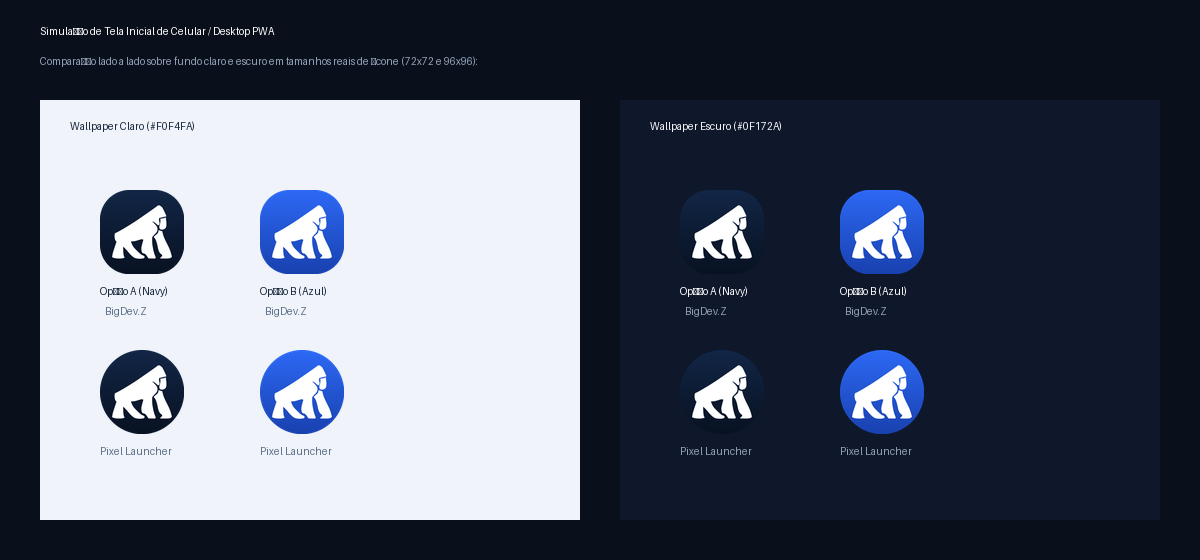 Simula▯▯o de Tela Inicial de Celular / Desktop PWA
Compara▯▯o lado a lado sobre fundo claro e escuro em tamanhos reais de ▯cone (72x72 e 96x96):
Wallpaper Claro (#F0F4FA)
Op▯▯o A (Navy)
BigDev.Z
Op▯▯o B (Azul)
BigDev.Z
Pixel Launcher
Pixel Launcher
Wallpaper Escuro (#0F172A)
Op▯▯o A (Navy)
BigDev.Z
Op▯▯o B (Azul)
BigDev.Z
Pixel Launcher
Pixel Launcher